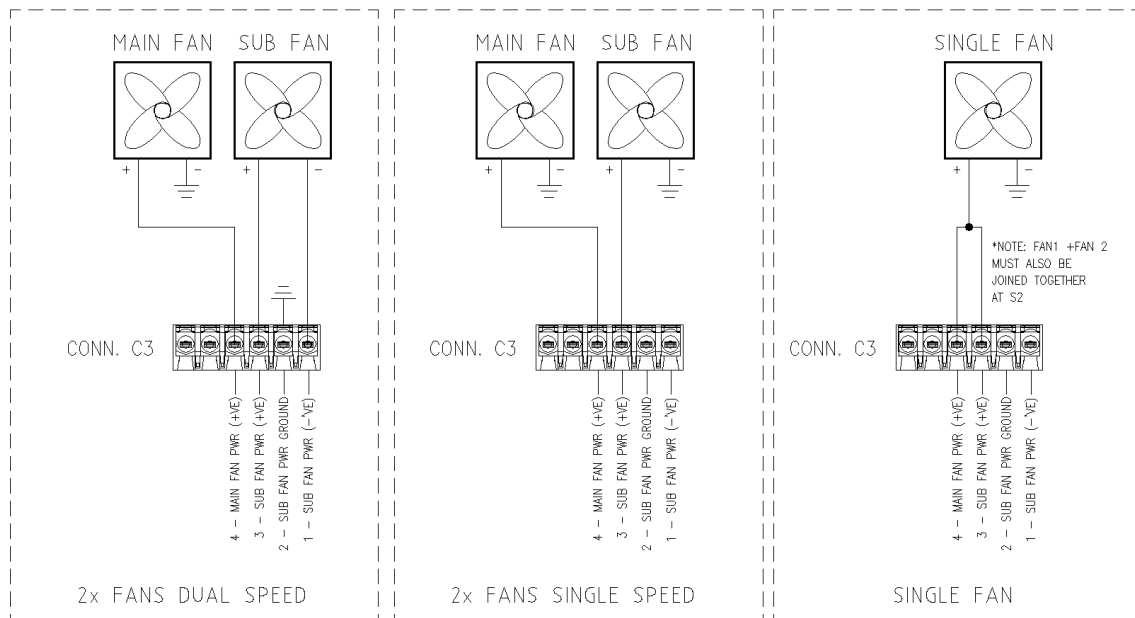 MAIN FAN SUB FAN
+ - + -
CONN. C3
4 - MAIN FAN PWR (+VE)
3 - SUB FAN PWR (+VE)
2 - SUB FAN PWR GROUND
1 - SUB FAN PWR (-'VE)
2x FANS DUAL SPEED
MAIN FAN SUB FAN
+ - + -
CONN. C3
4 - MAIN FAN PWR (+VE)
3 - SUB FAN PWR (+VE)
2 - SUB FAN PWR GROUND
1 - SUB FAN PWR (-'VE)
2x FANS SINGLE SPEED
SINGLE FAN
+ -
*NOTE: FAN1 +FAN 2
MUST ALSO BE
JOINED TOGETHER
AT S2
CONN. C3
4 - MAIN FAN PWR (+VE)
3 - SUB FAN PWR (+VE)
2 - SUB FAN PWR GROUND
1 - SUB FAN PWR (-'VE)
SINGLE FAN